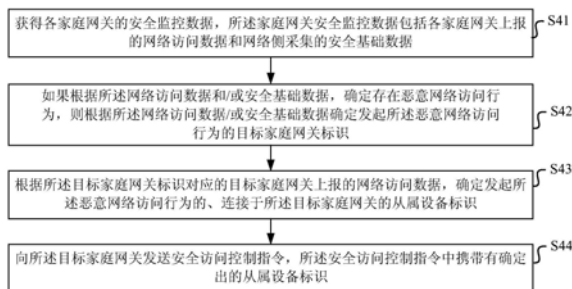 获得各家庭网关的安全监控数据，所述家庭网关安全监控数据包括各家庭网关上报
的网络访问数据和网络侧采集的安全基础数据
S41
如果根据所述网络访问数据和/或安全基础数据，确定存在恶意网络访问行
为，则根据所述网络访问数据/或安全基础数据确定发起所述恶意网络访问
行为的目标家庭网关标识
S42
根据所述目标家庭网关标识对应的目标家庭网关上报的网络访问数据，确定发起所
述恶意网络访问行为的、连接于所述目标家庭网关的从属设备标识
S43
向所述目标家庭网关发送安全访问控制指令，所述安全访问控制指令中携带有确定
出的从属设备标识
S44